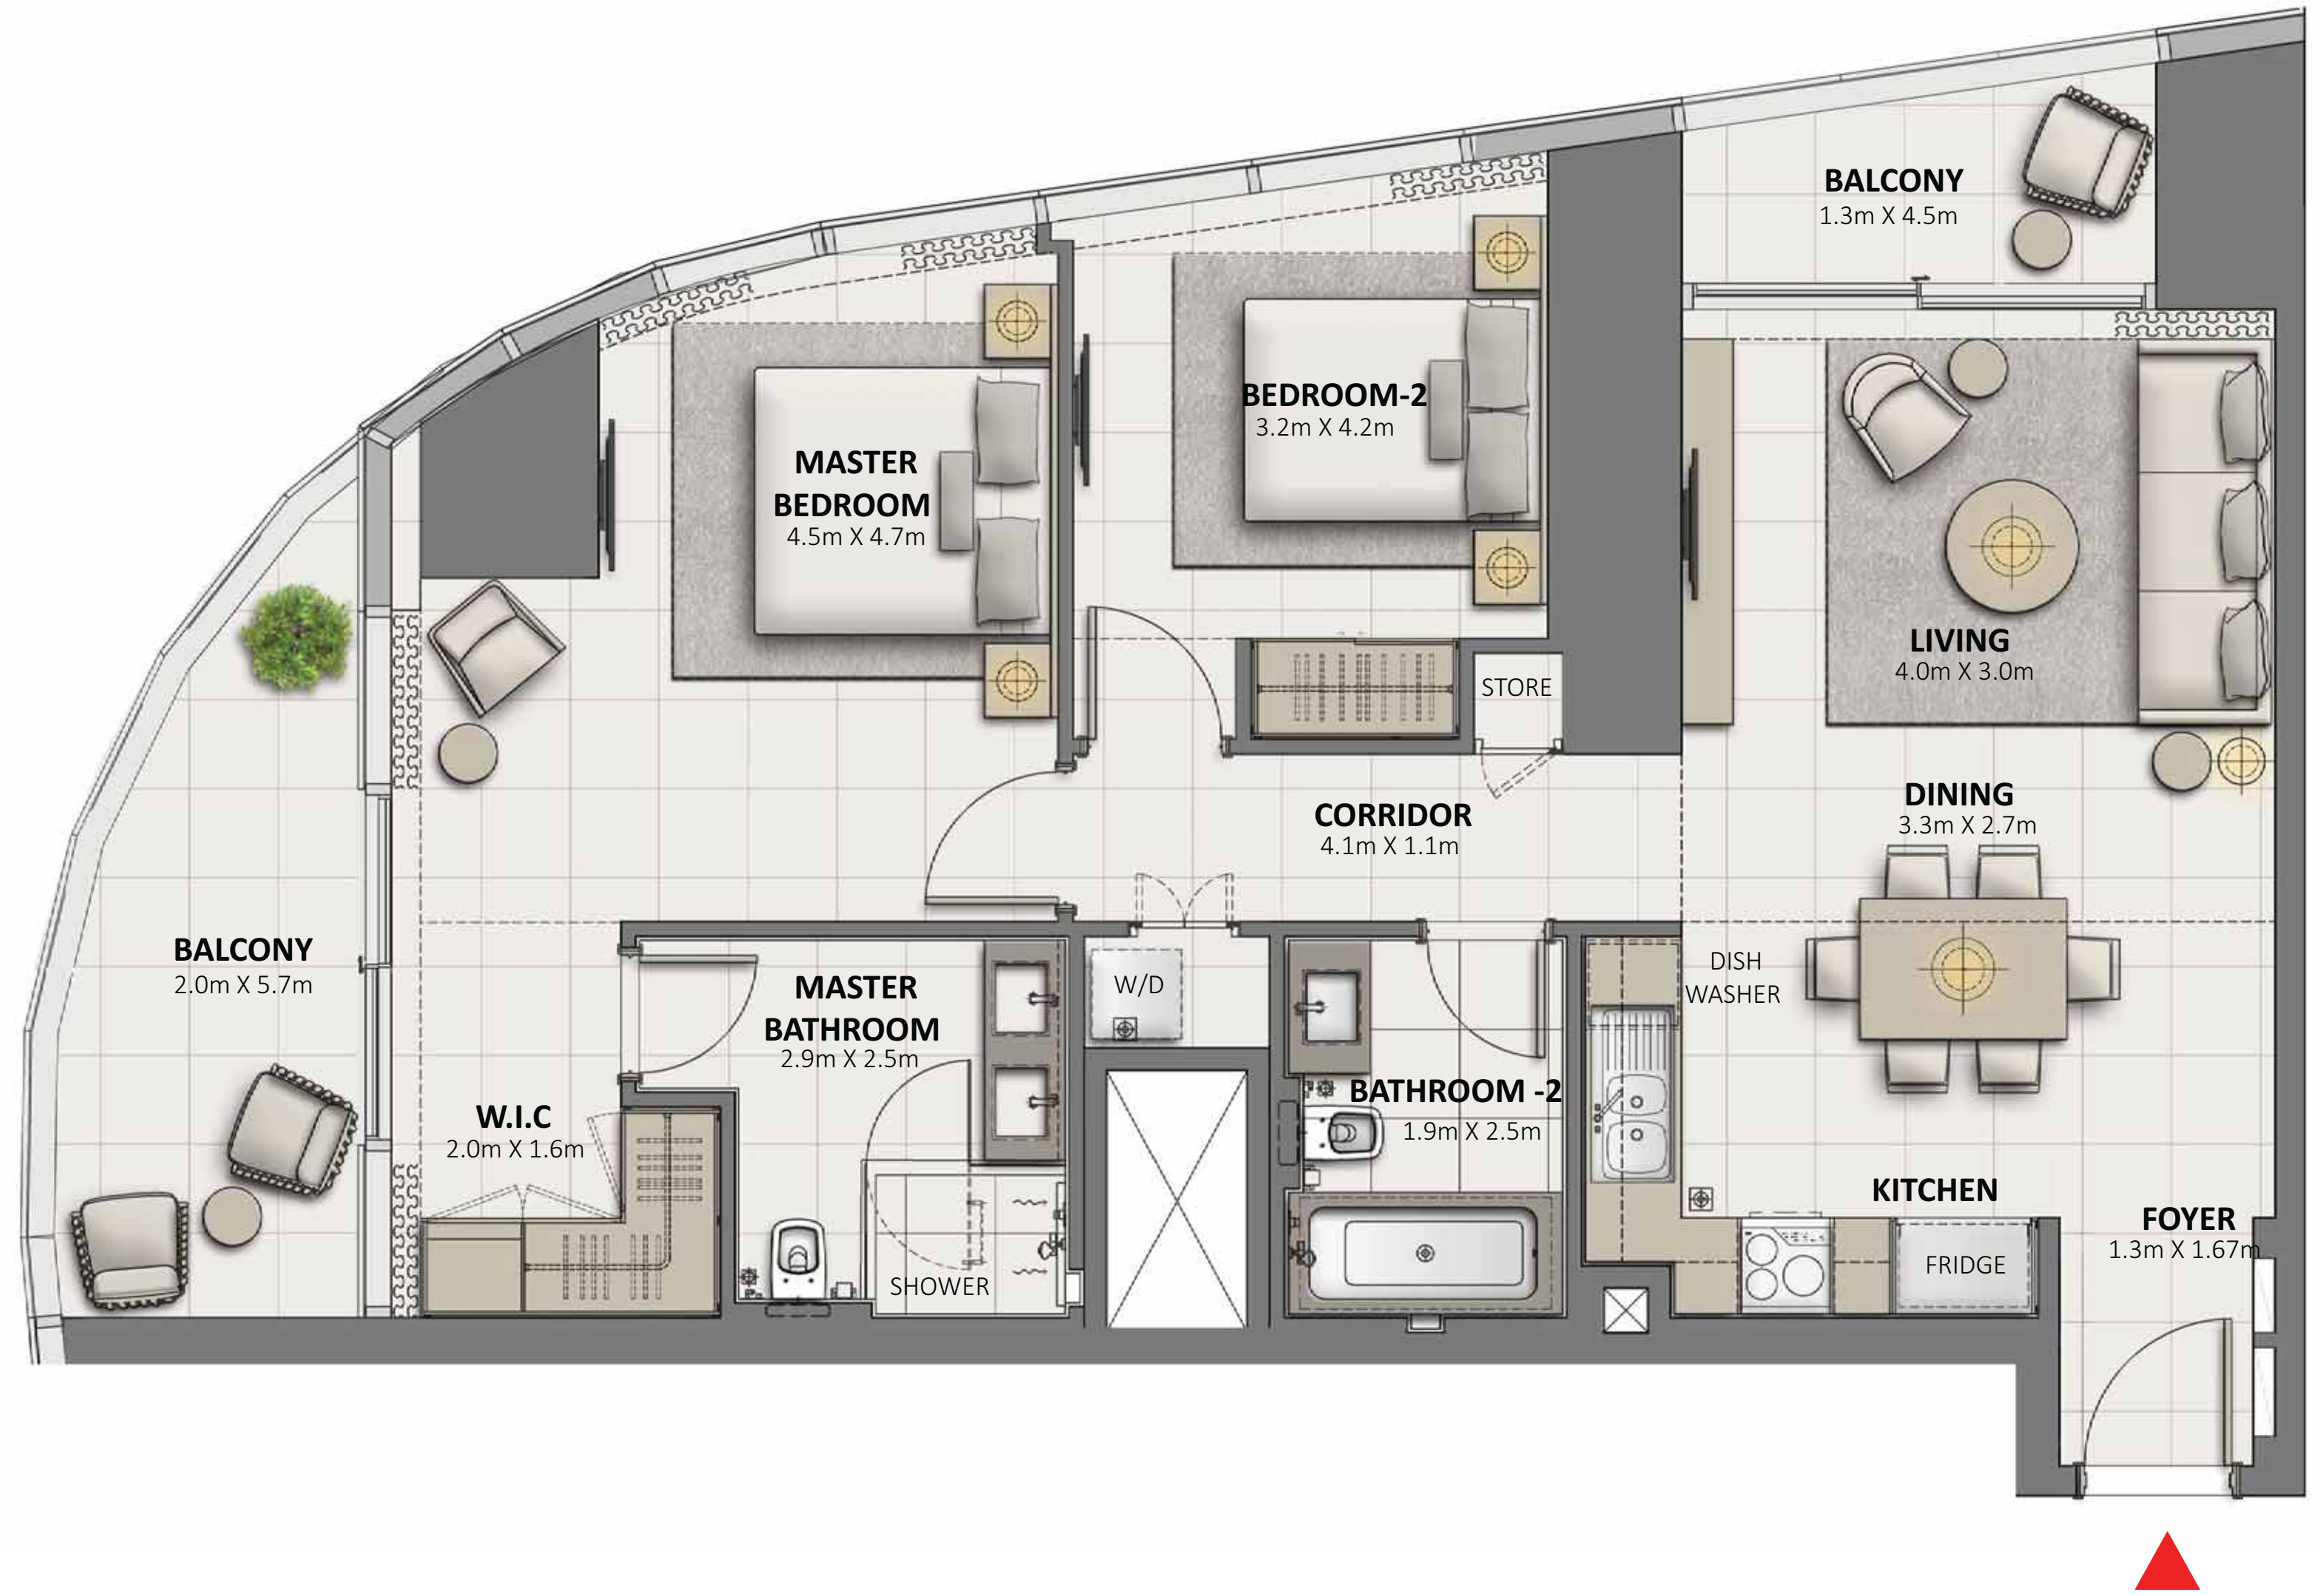 BALCONY
1.3m X 4.5m
BEDROOM-2
3.2m X 4.2m
MASTER
BEDROOM
4.5m X 4.7m
LIVING
4.0m X 3.0m
STORE
DINING
3.3m X 2.7m
CORRIDOR
4.1m X 1.1m
BALCONY
2.0m X 5.7m
MASTER
BATHROOM
2.9m X 2.5m
W/D
DISH
WASHER
BATHROOM -2
1.9m X 2.5m
W.I.C
2.0m X 1.6m
KITCHEN
FOYER
1.3m X 1.67m
SHOWER
FRIDGE